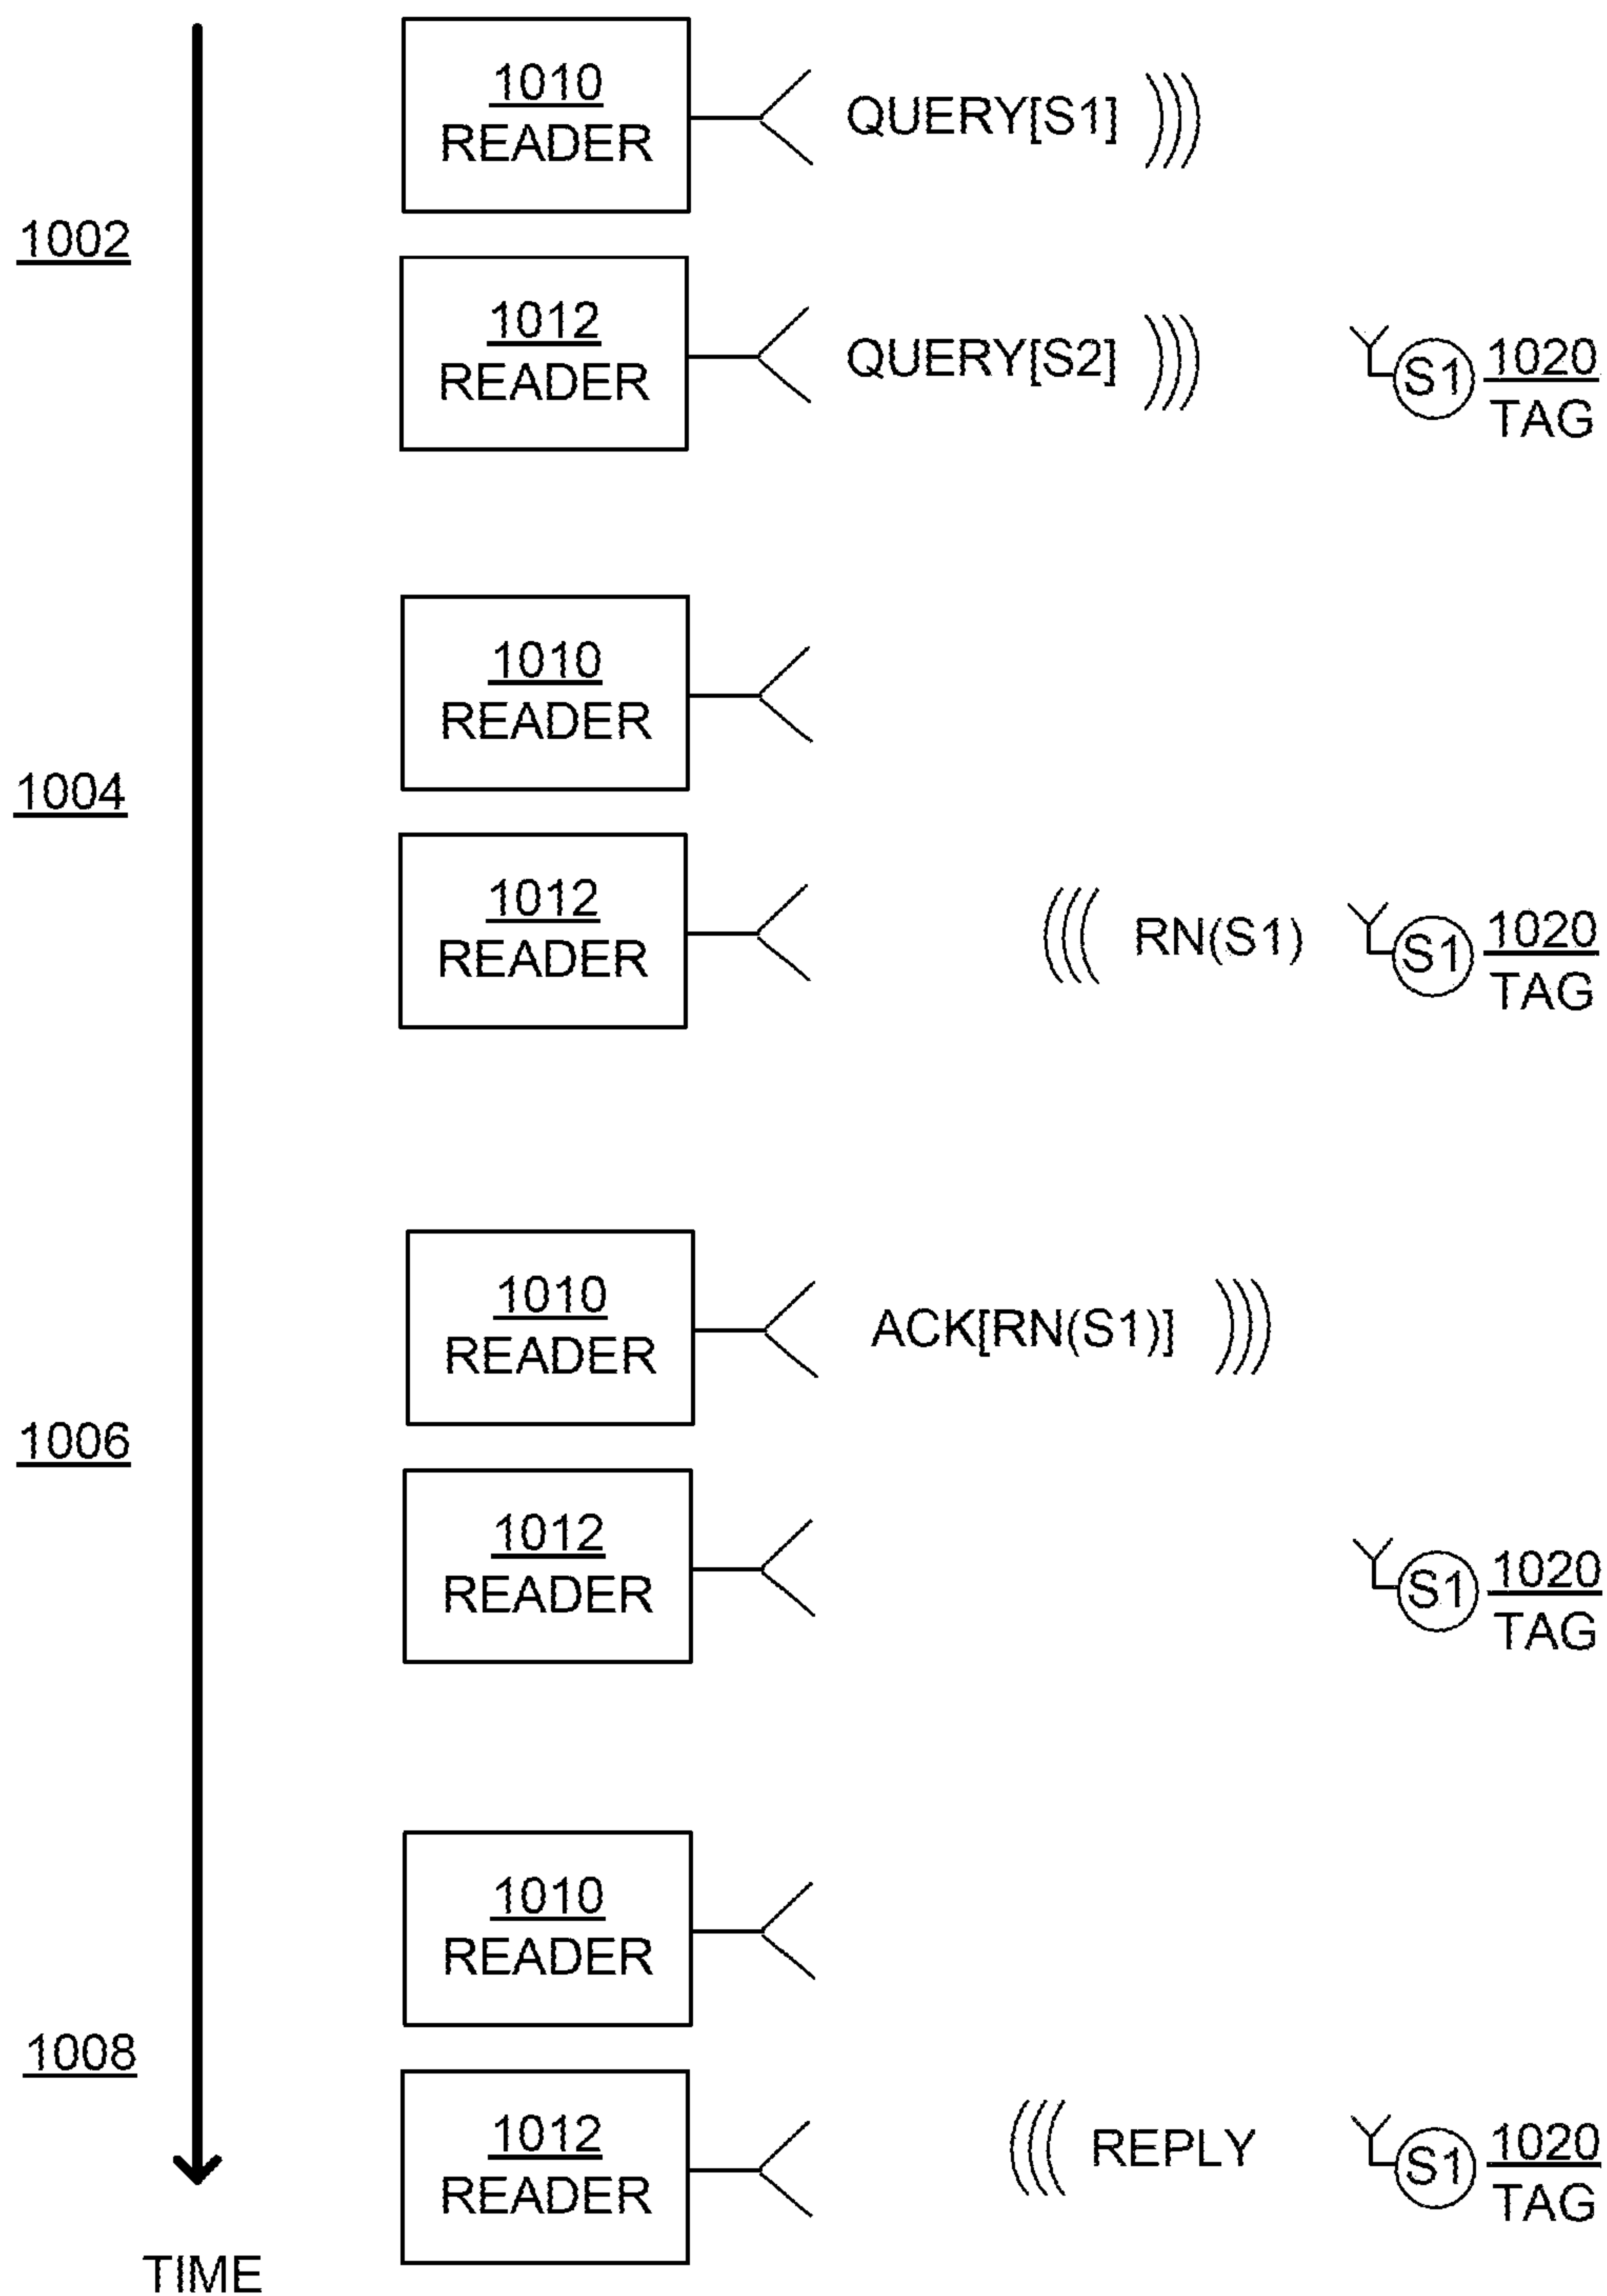 1010
READER
QUERY[S1]
1002
1012
READER
QUERY[S2]
S1
1020
TAG
1010
READER
1004
1012
READER
RN(S1)
S1
1020
TAG
1010
READER
ACK[RN(S1)]
1006
1012
READER
S1
1020
TAG
1010
READER
1008
1012
READER
REPLY
S1
1020
TAG
TIME